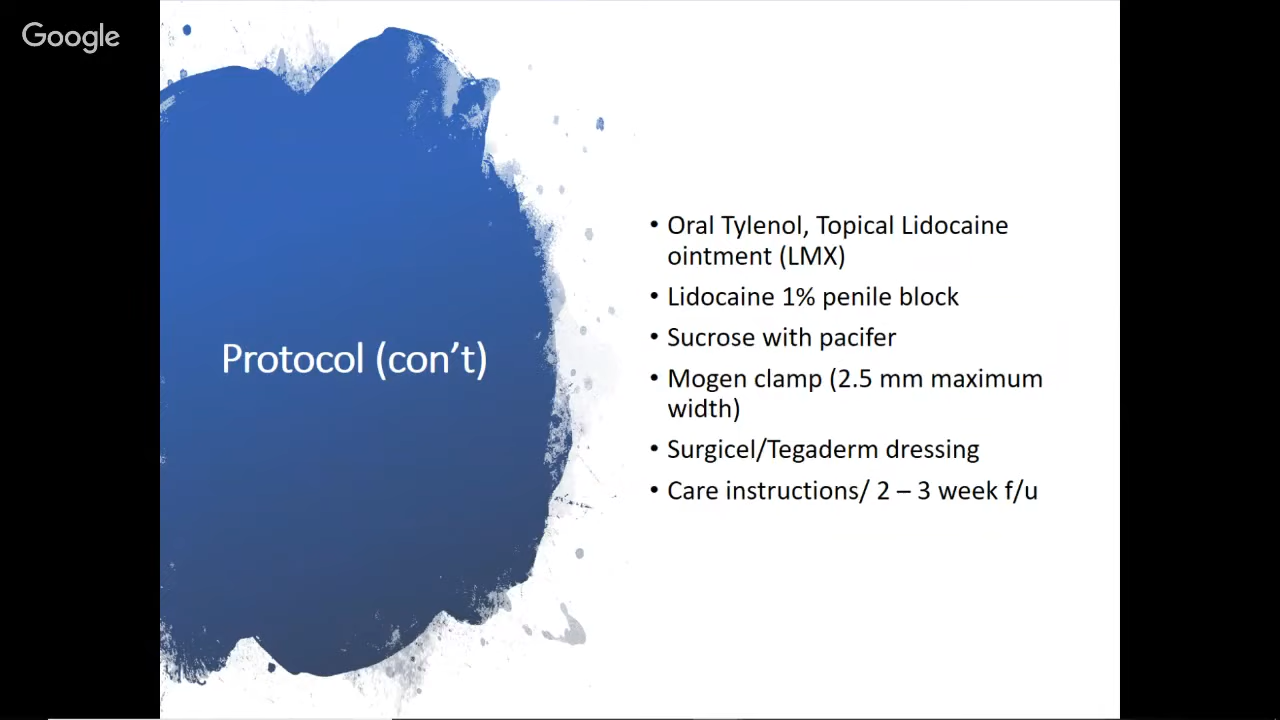 Google
Protocol (con’t)
• Oral Tylenol, Topical Lidocaine
ointment (LMX)
• Lidocaine 1% penile block
• Sucrose with pacifer
• Mogen clamp (2.5 mm maximum
width)
• Surgicel/Tegaderm dressing
• Care instructions/ 2 – 3 week f/u